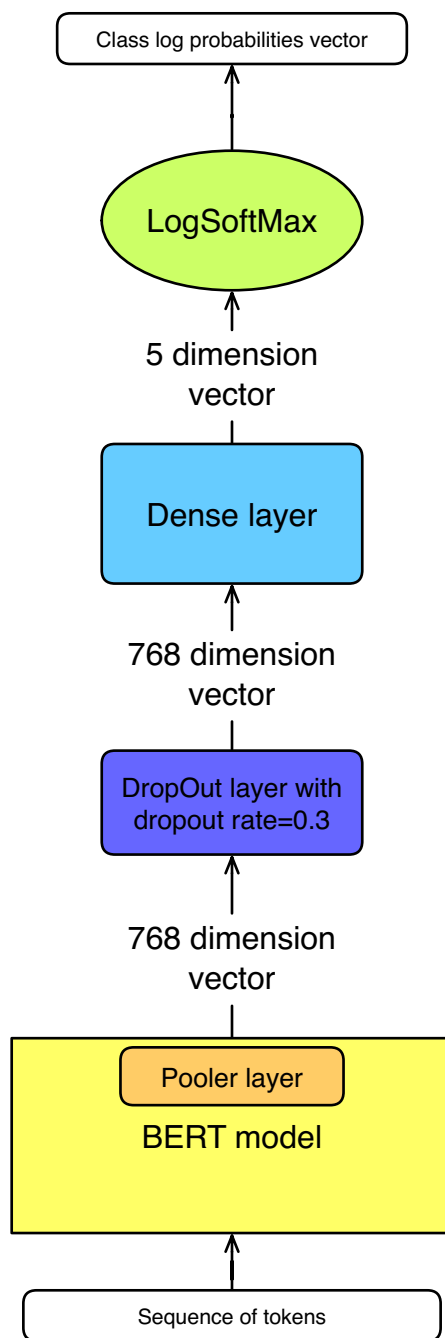 Class log probabilities vector
LogSoftMax
5 dimension
vector
Dense layer
768 dimension
vector
DropOut layer with
dropout rate=0.3
768 dimension
vector
Pooler layer
BERT model
Sequence of tokens